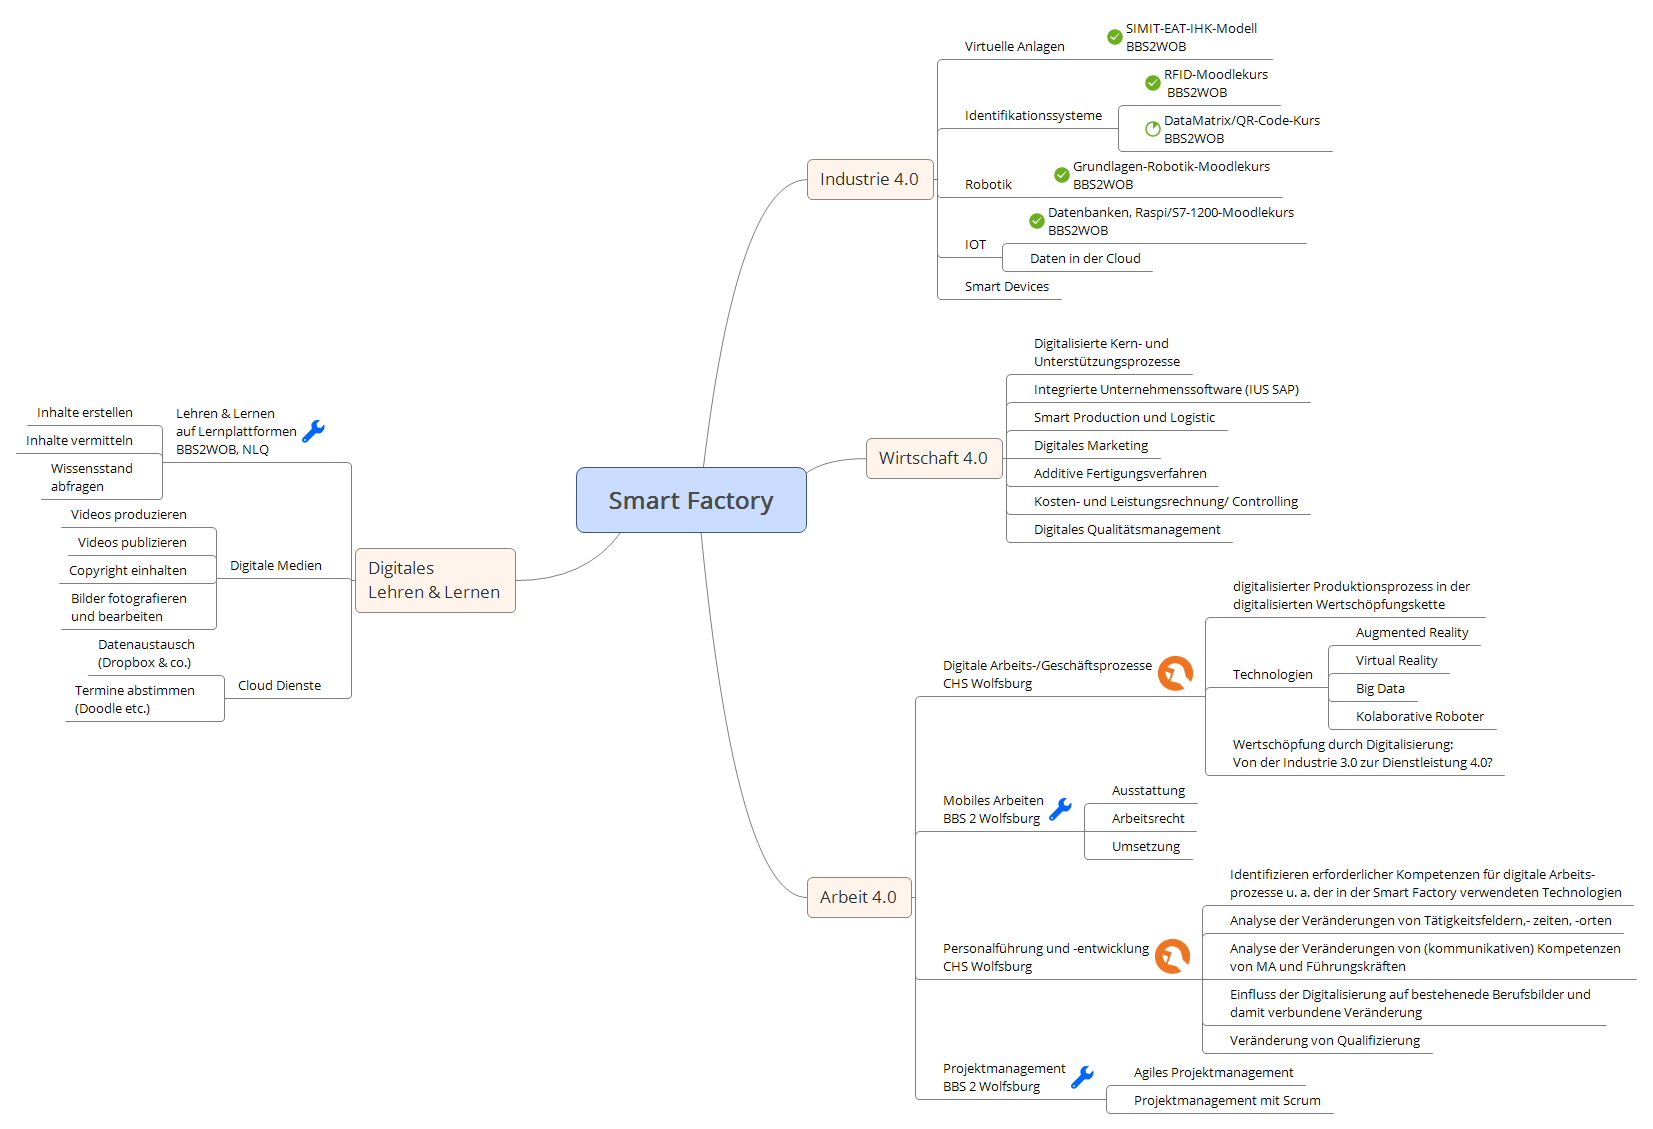 Smart Factory
Industrie 4.0
Virtuelle Anlagen
SIMIT-EAT-IHK-Modell
BBS2WOB
Identifikationssysteme
RFID-Moodlekurs
BBS2WOB
DataMatrix/QR-Code-Kurs
BBS2WOB
Robotik
Grundlagen-Robotik-Moodlekurs
BBS2WOB
IOT
Datenbanken, Raspi/S7-1200-Moodlekurs
BBS2WOB
Daten in der Cloud
Smart Devices
Wirtschaft 4.0
Digitalisierte Kern- und
Unterstützungsprozesse
Integrierte Unternehmenssoftware (IUS SAP)
Smart Production und Logistic
Digitales Marketing
Additive Fertigungsverfahren
Kosten- und Leistungsrechnung/ Controlling
Digitales Qualitätsmanagement
Arbeit 4.0
Digitale Arbeits-/Geschäftsprozesse
CHS Wolfsburg
digitalisierter Produktionsprozess in der
digitalisierten Wertschöpfungskette
Technologien
Augmented Reality
Virtual Reality
Big Data
Kolaborative Roboter
Wertschöpfung durch Digitalisierung:
Von der Industrie 3.0 zur Dienstleistung 4.0?
Mobiles Arbeiten
BBS 2 Wolfsburg
Ausstattung
Arbeitsrecht
Umsetzung
Personalführung und -entwicklung
CHS Wolfsburg
Identifizieren erforderlicher Kompetenzen für digitale Arbeits-
prozesse u. a. der in der Smart Factory verwendeten Technologien
Analyse der Veränderungen von Tätigkeitsfeldern,- zeiten, -orten
Analyse der Veränderungen von (kommunikativen) Kompetenzen
von MA und Führungskräften
Einfluss der Digitalisierung auf bestehenede Berufsbilder und
damit verbundene Veränderung
Veränderung von Qualifizierung
Projektmanagement
BBS 2 Wolfsburg
Agiles Projektmanagement
Projektmanagement mit Scrum
Digitales
Lehren & Lernen
Lehren & Lernen
auf Lernplattformen
BBS2WOB, NLQ
Inhalte erstellen
Inhalte vermitteln
Wissensstand
abfragen
Digitale Medien
Videos produzieren
Videos publizieren
Copyright einhalten
Bilder fotografieren
und bearbeiten
Cloud Dienste
Datenaustausch
(Dropbox & co.)
Termine abstimmen
(Doodle etc.)